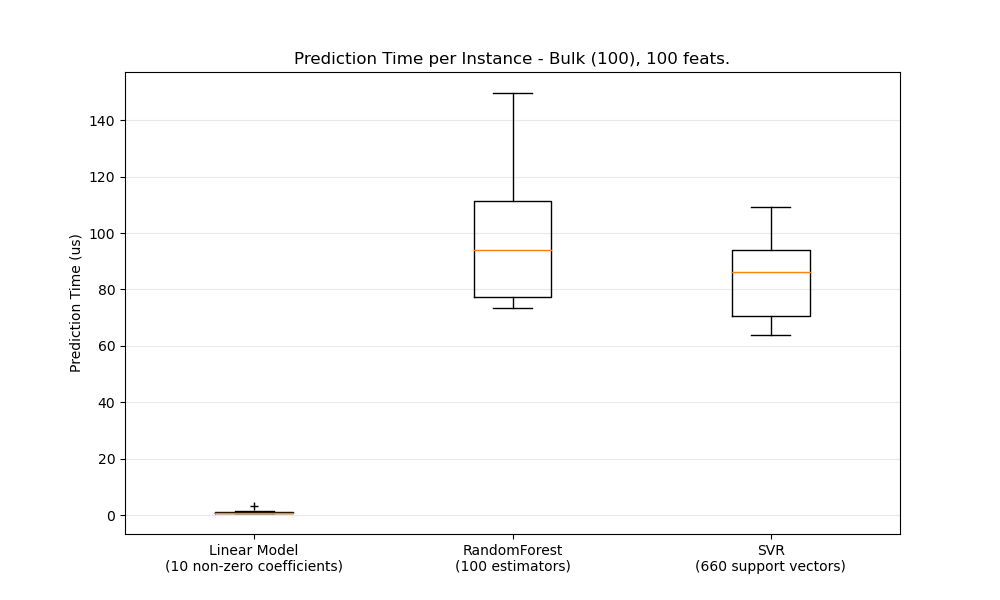 Prediction Time per Instance - Bulk (100), 100 feats.
Prediction Time (us)
140
120
100
80
60
40
20
0
Linear Model
(10 non-zero coefficients)
RandomForest
(100 estimators)
SVR
(660 support vectors)